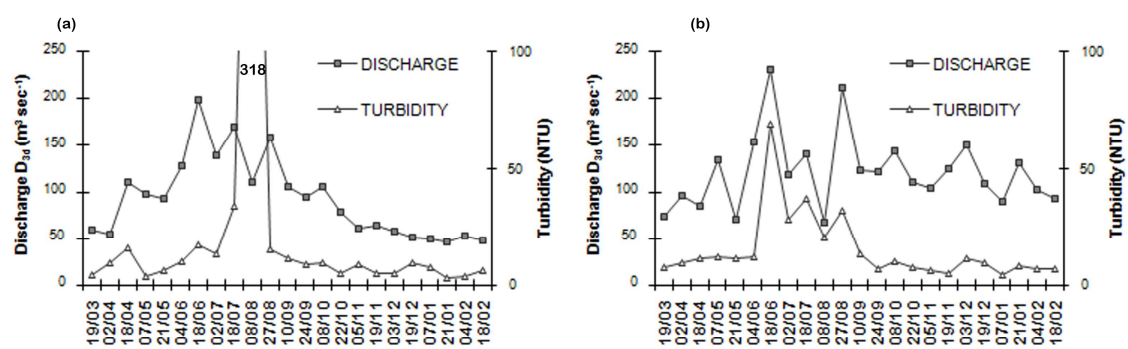 (a)
Discharge D3d (m³ sec-¹)
250
200
150
100
50
0
318
DISCHARGE
TURBIDITY
100
50
0
Turbidity (NTU)
19/03 02/04 18/04 07/05 21/05 04/06 18/06 02/07 18/07 08/08 27/08 10/09 24/09 08/10 22/10 05/11 19/11 03/12 19/12 07/01 21/01 04/02 18/02
(b)
Discharge D3d (m³ sec-¹)
250
200
150
100
50
0
DISCHARGE
TURBIDITY
100
50
0
Turbidity (NTU)
19/03 02/04 18/04 07/05 21/05 04/06 18/06 02/07 18/07 08/08 27/08 10/09 24/09 08/10 22/10 05/11 19/11 03/12 19/12 07/01 21/01 04/02 18/02